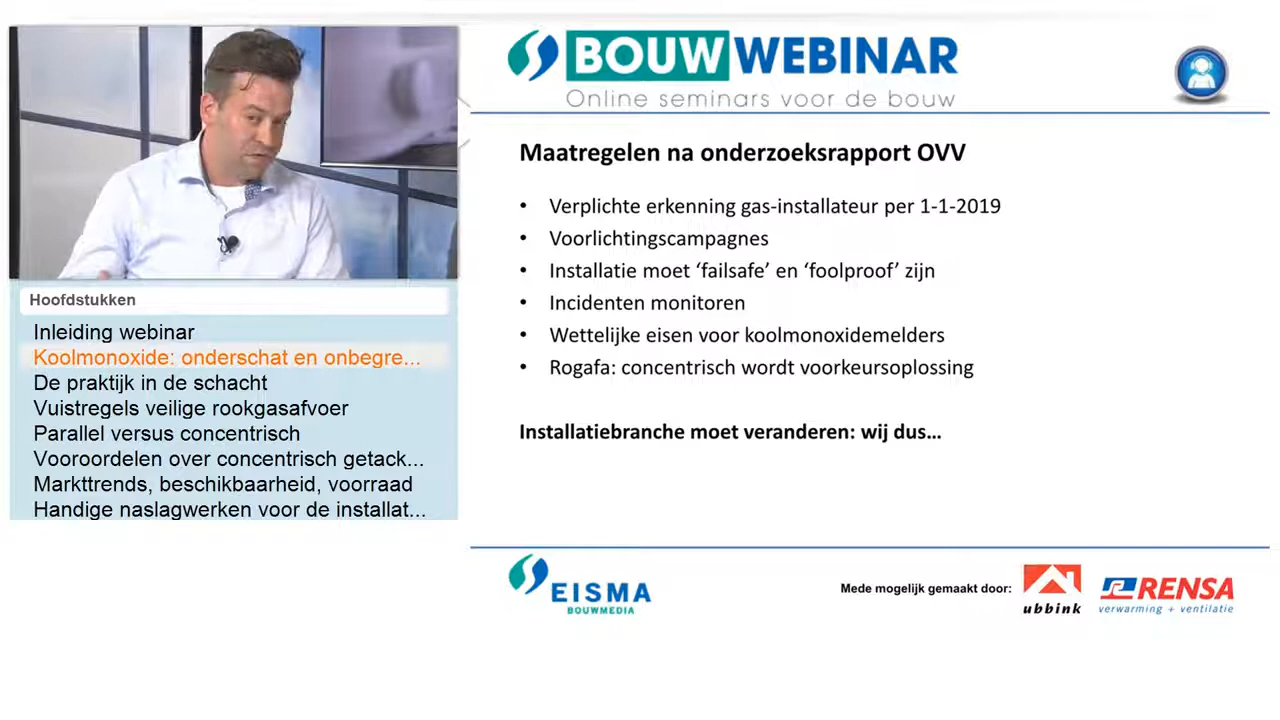 BOUWWEBINAR
Online seminars voor de bouw
Maatregelen na onderzoeksrapport OVV
• Verplichte erkenning gas-installateur per 1-1-2019
• Voorlichtingscampagnes
• Installatie moet ‘failsafe’ en ‘foolproof’ zijn
• Incidenten monitoren
• Wettelijke eisen voor koolmonoxidemelders
• Rogafa: concentrisch wordt voorkeursoplossing
Installatiebranche moet veranderen: wij dus…
Hoofdstukken
Inleiding webinar
Koolmonoxide: onderschat en onbegre...
De praktijk in de schacht
Vuistregels veilige rookgasafvoer
Parallel versus concentrisch
Vooroordelen over concentrisch getack...
Markttrends, beschikbaarheid, voorraad
Handige naslagwerken voor de installat...
EISMA
BOUWMEDIA
Mede mogelijk gemaakt door:
ubbink
RENSA
verwarming + ventilatie